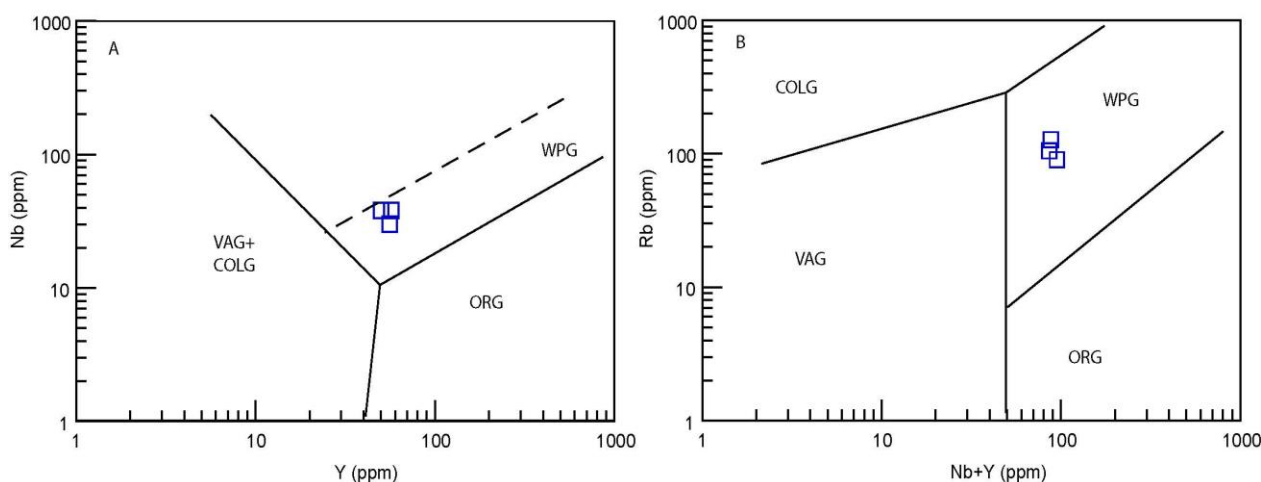 A
1000
100
10
1
Nb (ppm)
VAG+
COLG
WPG
ORG
1
10
100
1000
Y (ppm)
B
1000
100
10
1
Rb (ppm)
COLG
WPG
VAG
ORG
1
10
100
1000
Nb+Y (ppm)